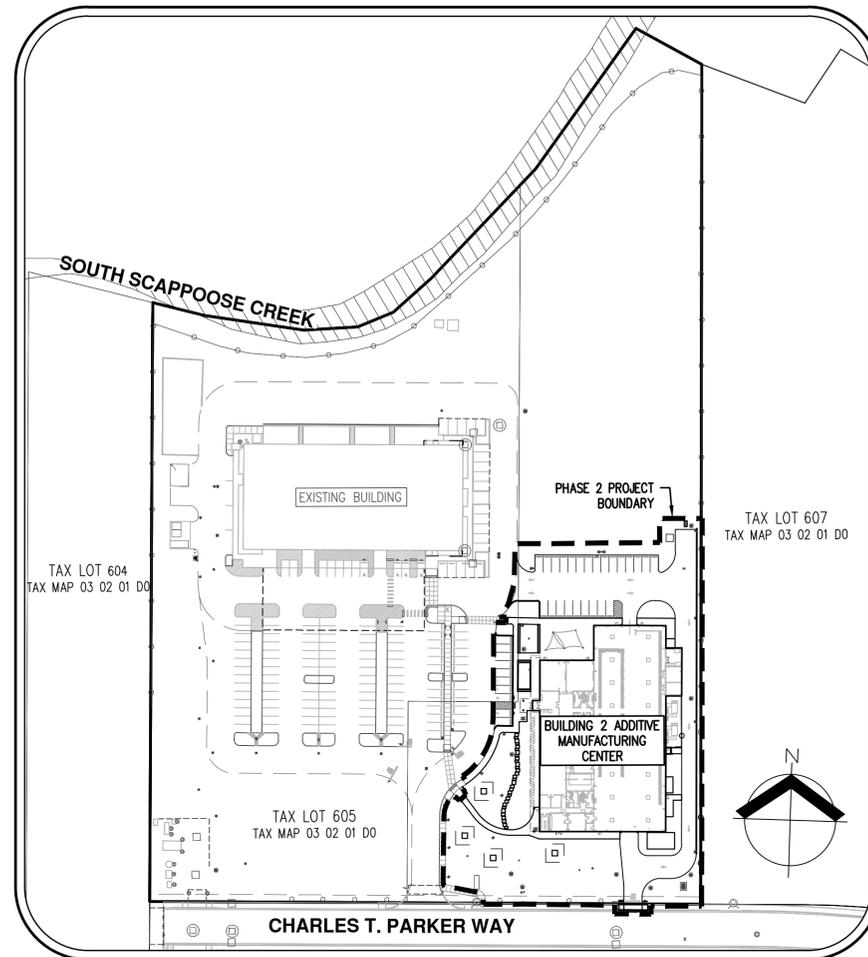 SOUTH SCAPPOOSE CREEK
EXISTING BUILDING
PHASE 2 PROJECT
BOUNDARY
TAX LOT 607
TAX MAP 03 02 01 D0
TAX LOT 604
TAX MAP 03 02 01 D0
BUILDING 2 ADDITIVE
MANUFACTURING
CENTER
N
TAX LOT 605
TAX MAP 03 02 01 D0
CHARLES T. PARKER WAY